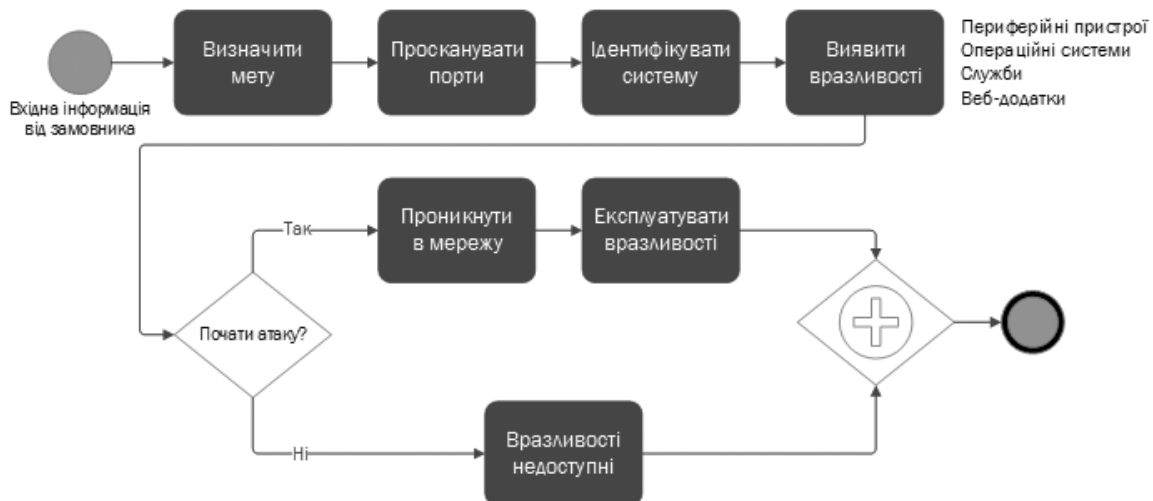 Вхідна інформація
від замовника
Визначити
мету
Просканувати
порти
Ідентифікувати
систему
Виявити
вразливості
Периферійні пристрої
Операційні системи
Служби
Веб-додатки
Почати атаку?
Так
Проникнути
в мережу
Експлуатувати
вразливості
Ні
Вразливості
недоступні